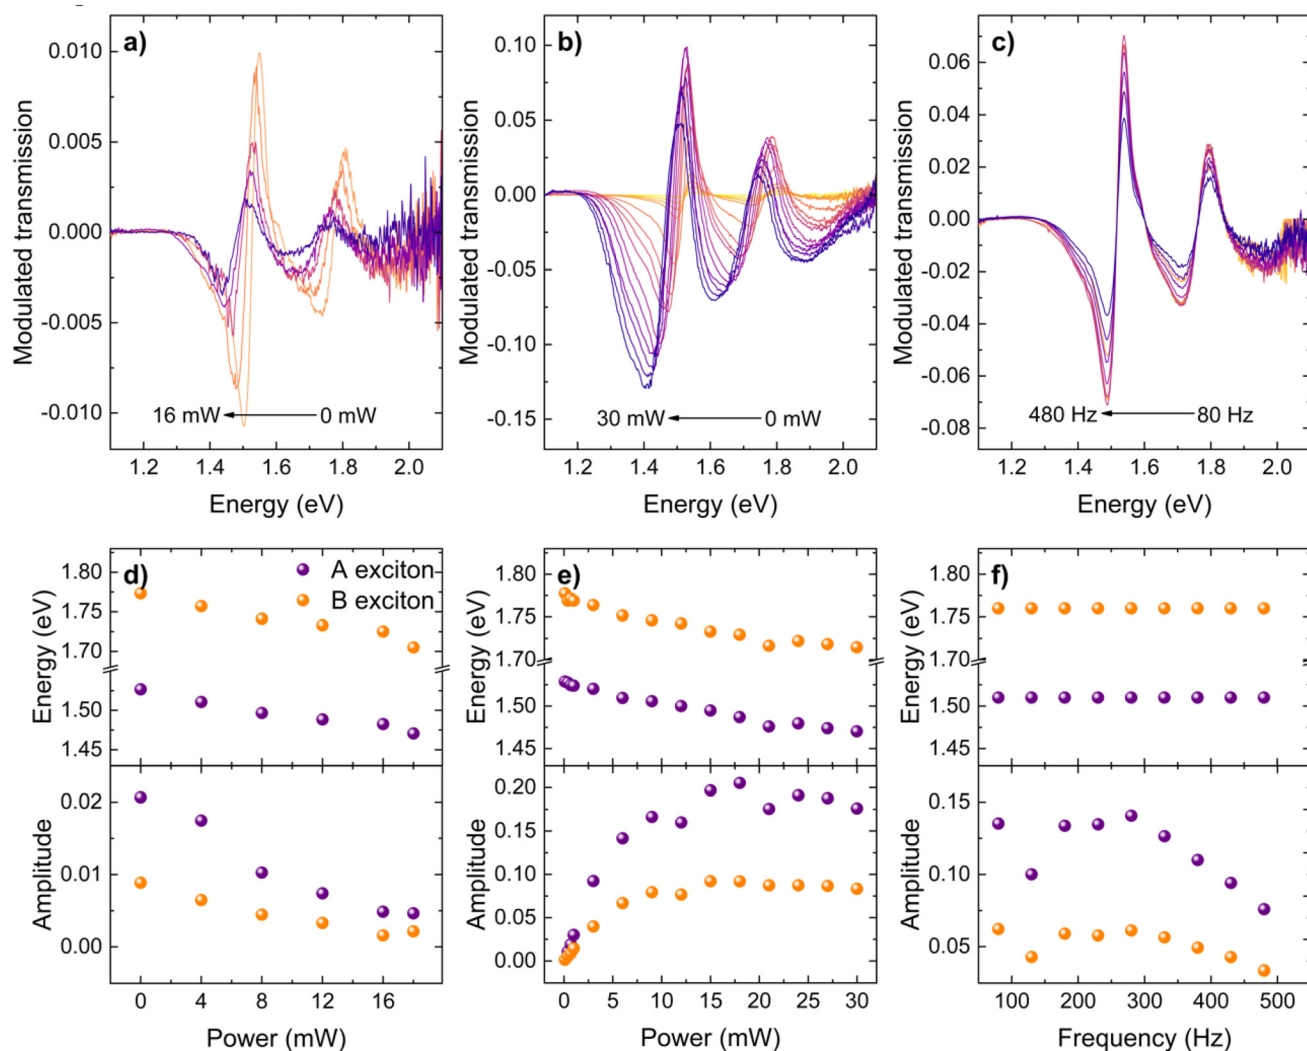 a)
Modulated transmission
0.010
0.005
0.000
-0.005
-0.010
16 mW
0 mW
1.2 1.4 1.6 1.8 2.0
Energy (eV)
b)
Modulated transmission
0.10
0.05
0.00
-0.05
-0.10
-0.15
30 mW
0 mW
1.2 1.4 1.6 1.8 2.0
Energy (eV)
c)
Modulated transmission
0.06
0.04
0.02
0.00
-0.02
-0.04
-0.06
-0.08
480 Hz
80 Hz
1.2 1.4 1.6 1.8 2.0
Energy (eV)
d)
A exciton
B exciton
Energy (eV)
1.80
1.75
1.70
1.50
1.45
Amplitude
0.02
0.01
0.00
0 4 8 12 16
Power (mW)
e)
Energy (eV)
1.80
1.75
1.70
1.50
1.45
Amplitude
0.20
0.15
0.10
0.05
0.00
0 5 10 15 20 25 30
Power (mW)
f)
Energy (eV)
1.80
1.75
1.70
1.50
1.45
Amplitude
0.15
0.10
0.05
100 200 300 400 500
Frequency (Hz)